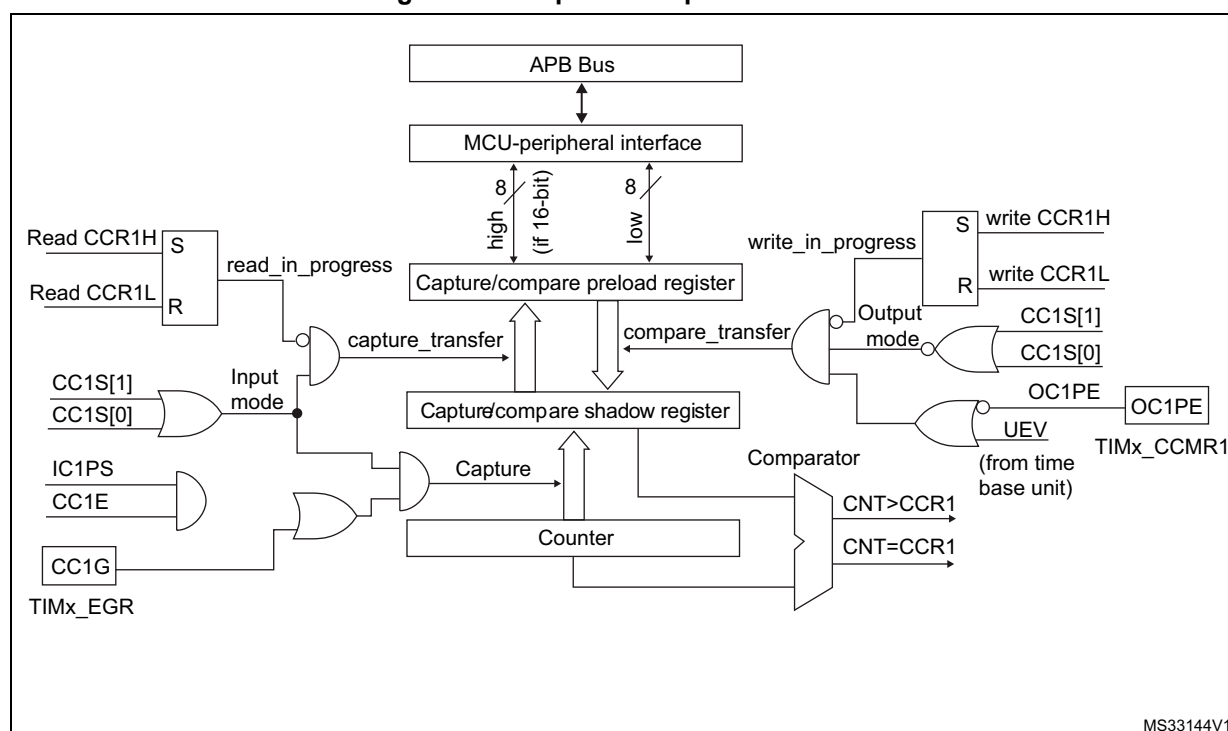 APB Bus
MCU-peripheral interface
8
8
high
(if 16-bit)
low
Read CCR1H
S
read_in_progress
Read CCR1L
R
write_in_progress
S
write CCR1H
R
write CCR1L
Capture/compare preload register
capture_transfer
compare_transfer
Output
mode
CC1S[1]
CC1S[0]
CC1S[1]
CC1S[0]
Input
mode
Capture/compare shadow register
OC1PE
OC1PE
UEV
TIMx_CCMR1
(from time
base unit)
IC1PS
CC1E
Capture
Comparator
CNT>CCR1
CNT=CCR1
Counter
CC1G
TIMx_EGR
MS33144V1